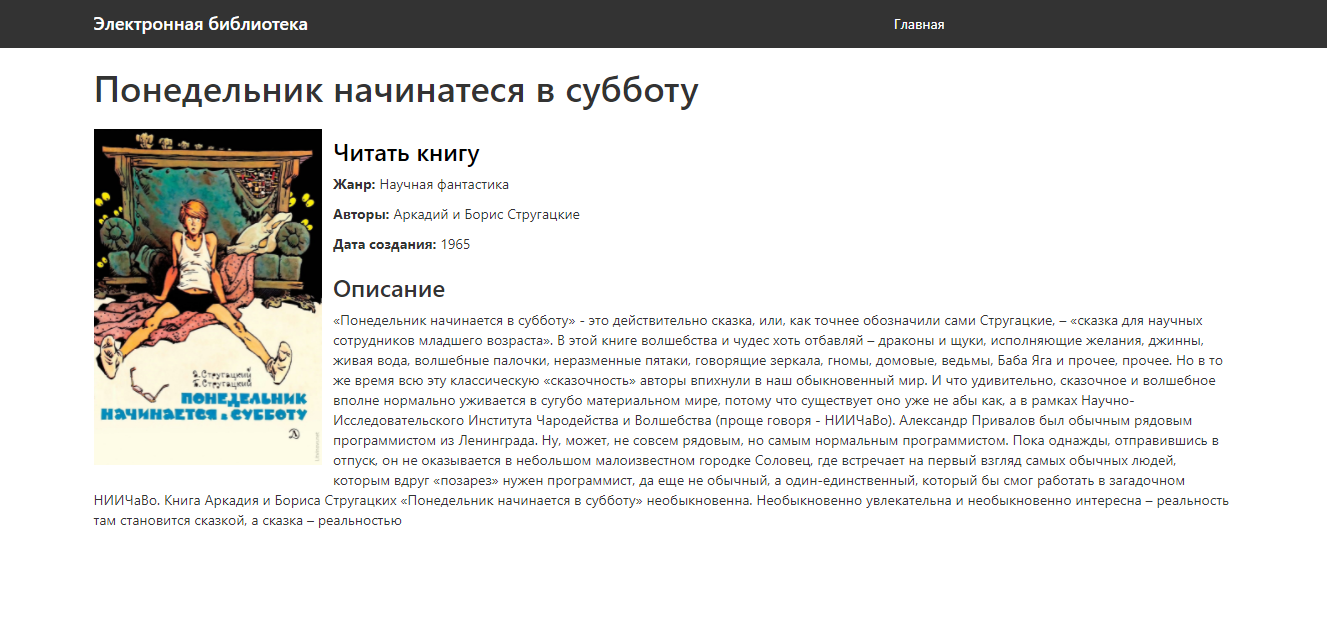 Электронная библиотека
Главная
Понедельник начинатеся в субботу
Читать книгу
Жанр: Научная фантастика
Авторы: Аркадий и Борис Стругацкие
Дата создания: 1965
А.Стругацкий
Б.Стругацкий
ПОНЕДЕЛЬНИК
НАЧИНАЕТСЯ в СУББОТУ
Описание
«Понедельник начинается в субботу» - это действительно сказка, или, как точнее обозначили сами Стругацкие, – «сказка для научных
сотрудников младшего возраста». В этой книге волшебства и чудес хоть отбавляй – драконы и щуки, исполняющие желания, джинны,
живая вода, волшебные палочки, неразменные пятаки, говорящие зеркала, гномы, домовые, ведьмы, Баба Яга и прочее, прочее. Но в то
же время всю эту классическую «сказочность» авторы впихнули в наш обыкновенный мир. И что удивительно, сказочное и волшебное
вполне нормально уживается в сугубо материальном мире, потому что существует оно уже не абы как, а в рамках Научно-
Исследовательского Института Чародейства и Волшебства (проще говоря - НИИЧаВо). Александр Привалов был обычным рядовым
программистом из Ленинграда. Ну, может, не совсем рядовым, но самым нормальным программистом. Пока однажды, отправившись в
отпуск, он не оказывается в небольшом малоизвестном городке Соловец, где встречает на первый взгляд самых обычных людей,
которым вдруг «позарез» нужен программист, да еще не обычный, а один-единственный, который бы смог работать в загадочном
НИИЧаВо. Книга Аркадия и Бориса Стругацких «Понедельник начинается в субботу» необыкновенна. Необыкновенно увлекательна и необыкновенно интересна – реальность
там становится сказкой, а сказка – реальностью